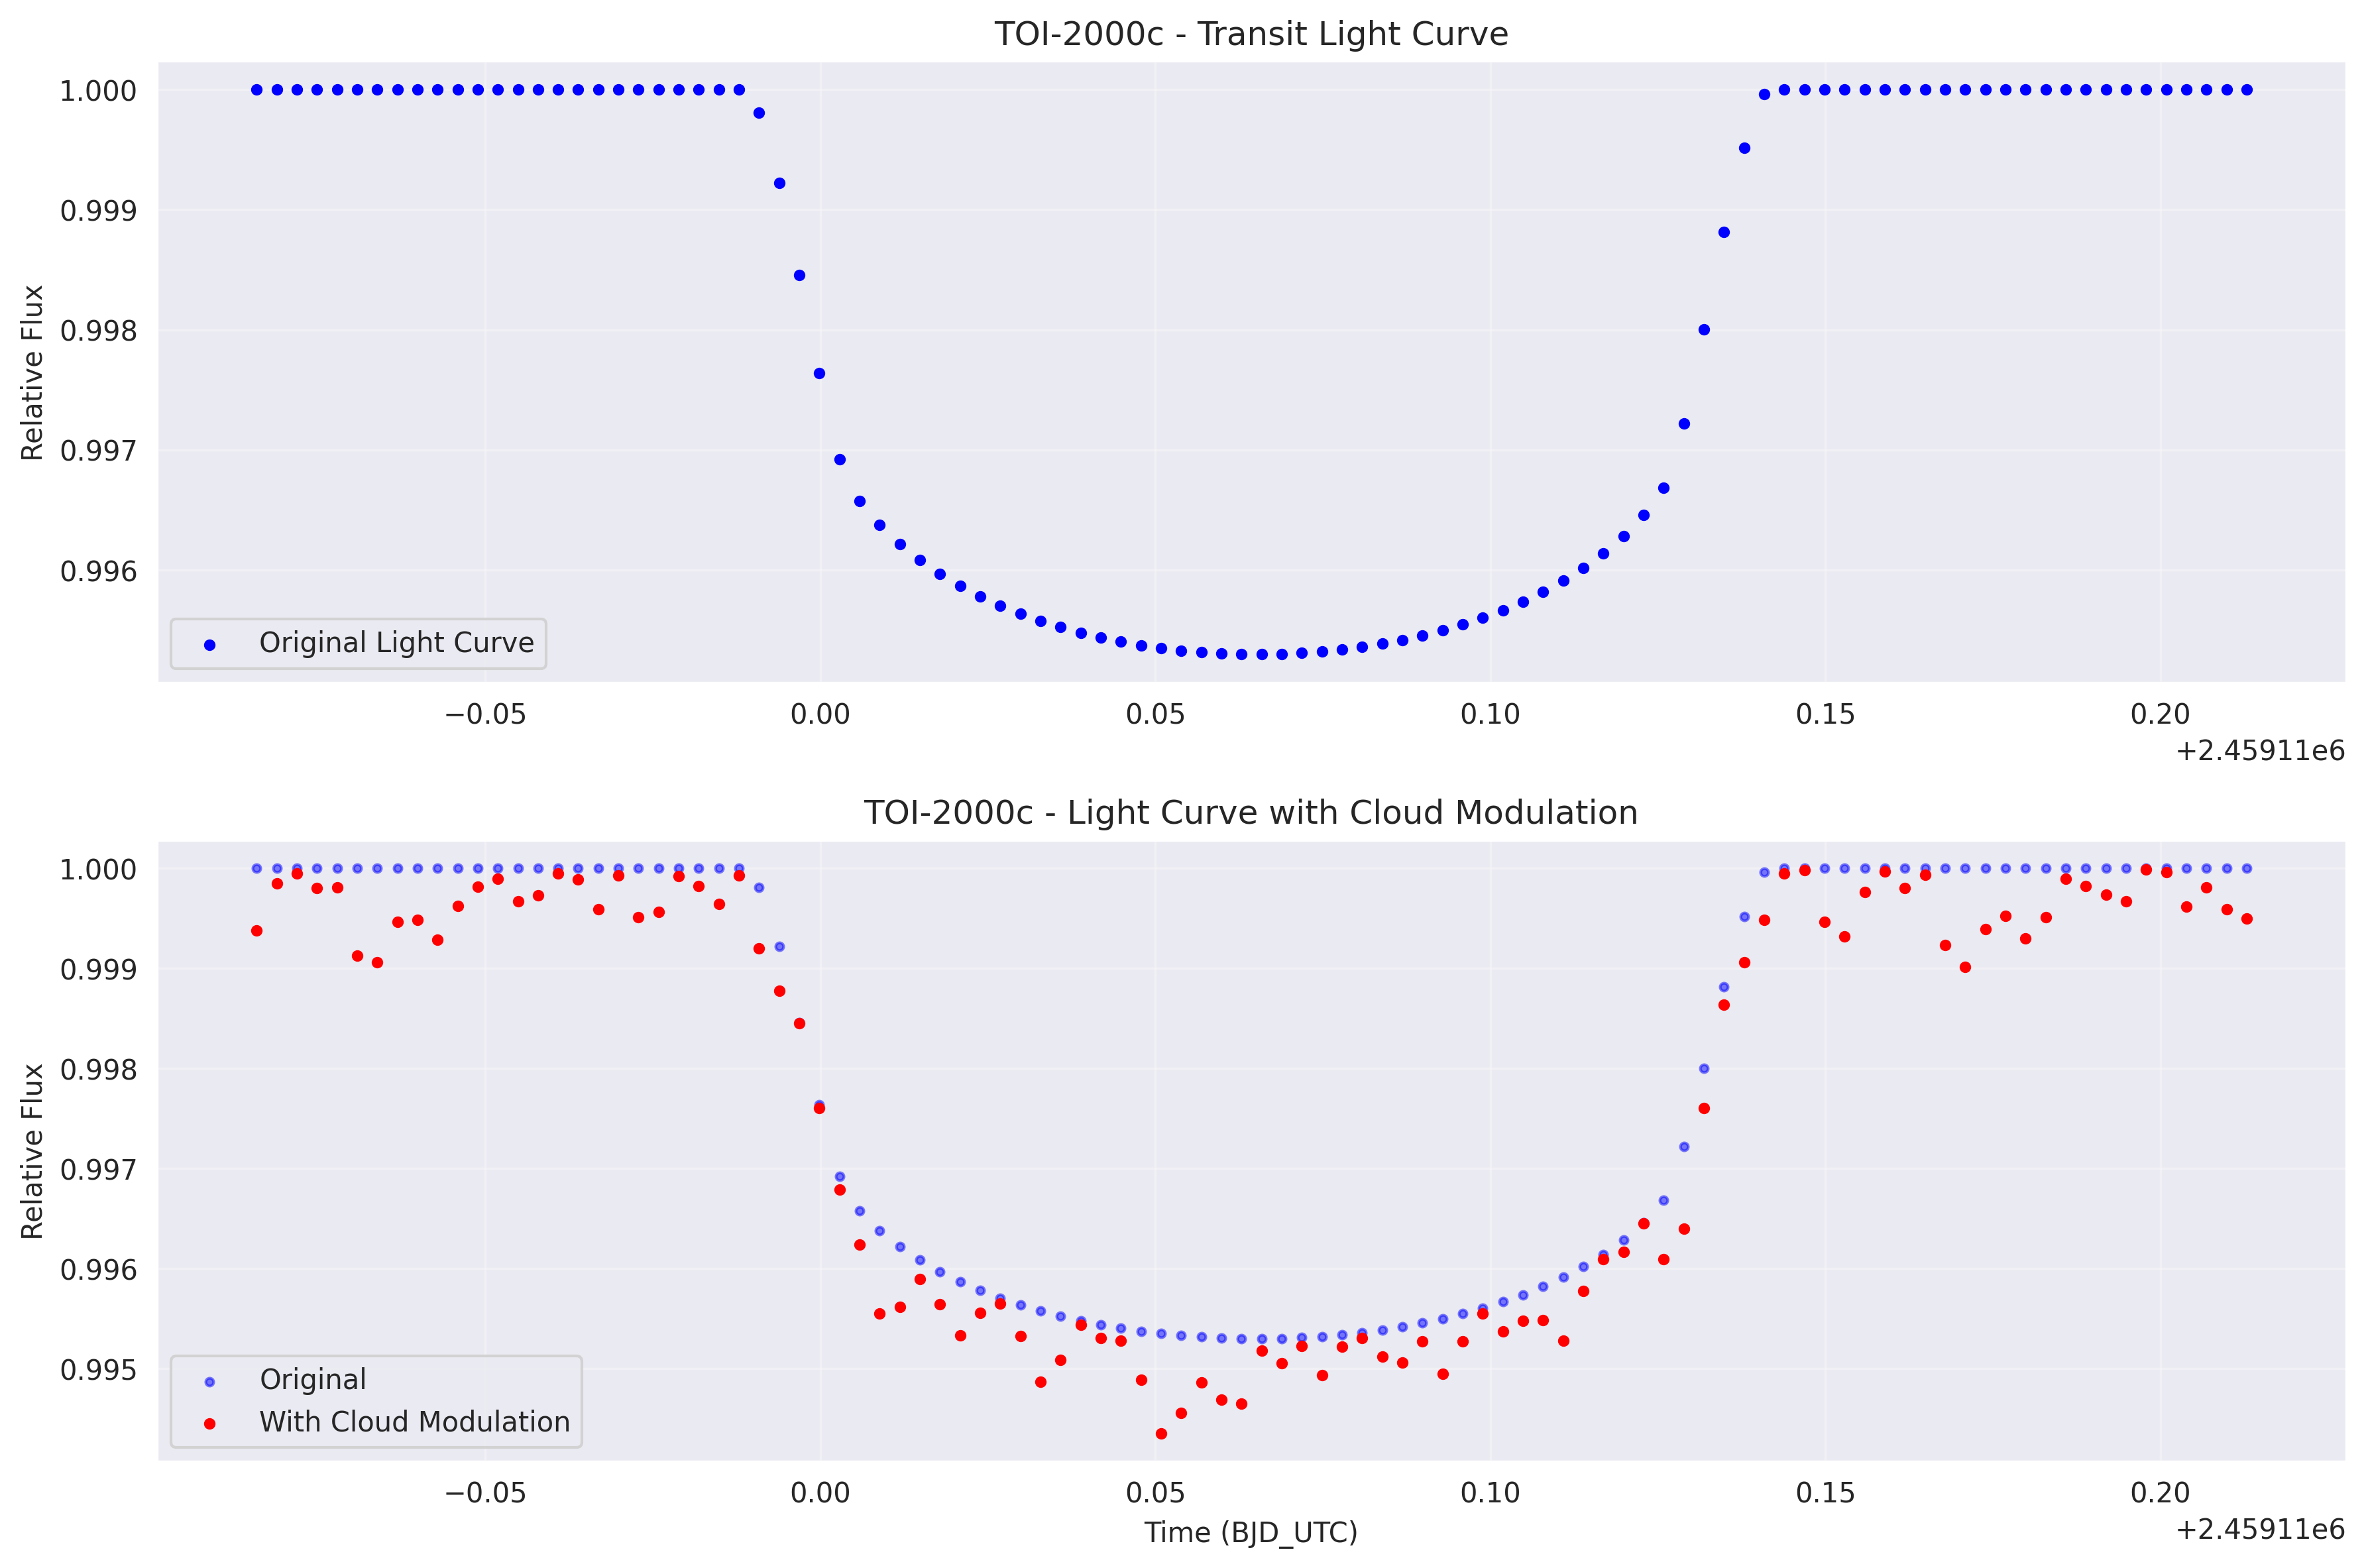 TOI-2000c - Transit Light Curve
Relative Flux
1.000
0.999
0.998
0.997
0.996
Original Light Curve
−0.05 0.00 0.05 0.10 0.15 0.20
+2.45911e6
TOI-2000c - Light Curve with Cloud Modulation
Relative Flux
1.000
0.999
0.998
0.997
0.996
0.995
Original
With Cloud Modulation
−0.05 0.00 0.05 0.10 0.15 0.20
Time (BJD_UTC)
+2.45911e6